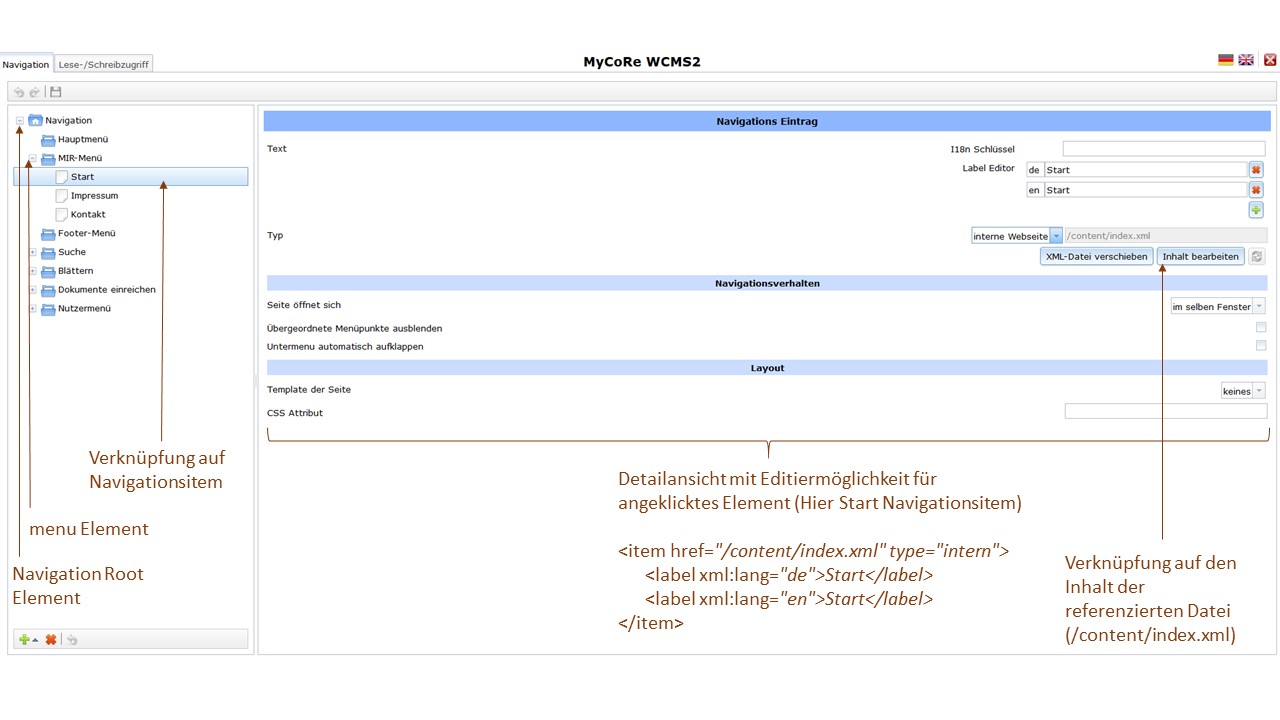 MyCoRe WCMS2
Navigation
Lese-/Schreibzugriff
Navigation
Hauptmenü
MIR-Menü
Start
Impressum
Kontakt
Footer-Menü
Suche
Blättern
Dokumente einreichen
Nutzermenü
Navigations Eintrag
Text
I18n Schlüssel
Label Editor
de Start
en Start
Typ
interne Webseite /content/index.xml
XML-Datei verschieben Inhalt bearbeiten
Navigationsverhalten
Seite öffnet sich
im selben Fenster
Übergeordnete Menüpunkte ausblenden
Untermenu automatisch aufklappen
Layout
Template der Seite
keines
CSS Attribut
Verknüpfung auf
Navigationsitem
menu Element
Navigation Root
Element
Detailansicht mit Editiermöglichkeit für
angeklicktes Element (Hier Start Navigationsitem)
<item href="/content/index.xml" type="intern">
<label xml:lang="de">Start</label>
<label xml:lang="en">Start</label>
</item>
Verknüpfung auf den
Inhalt der
referenzierten Datei
(/content/index.xml)